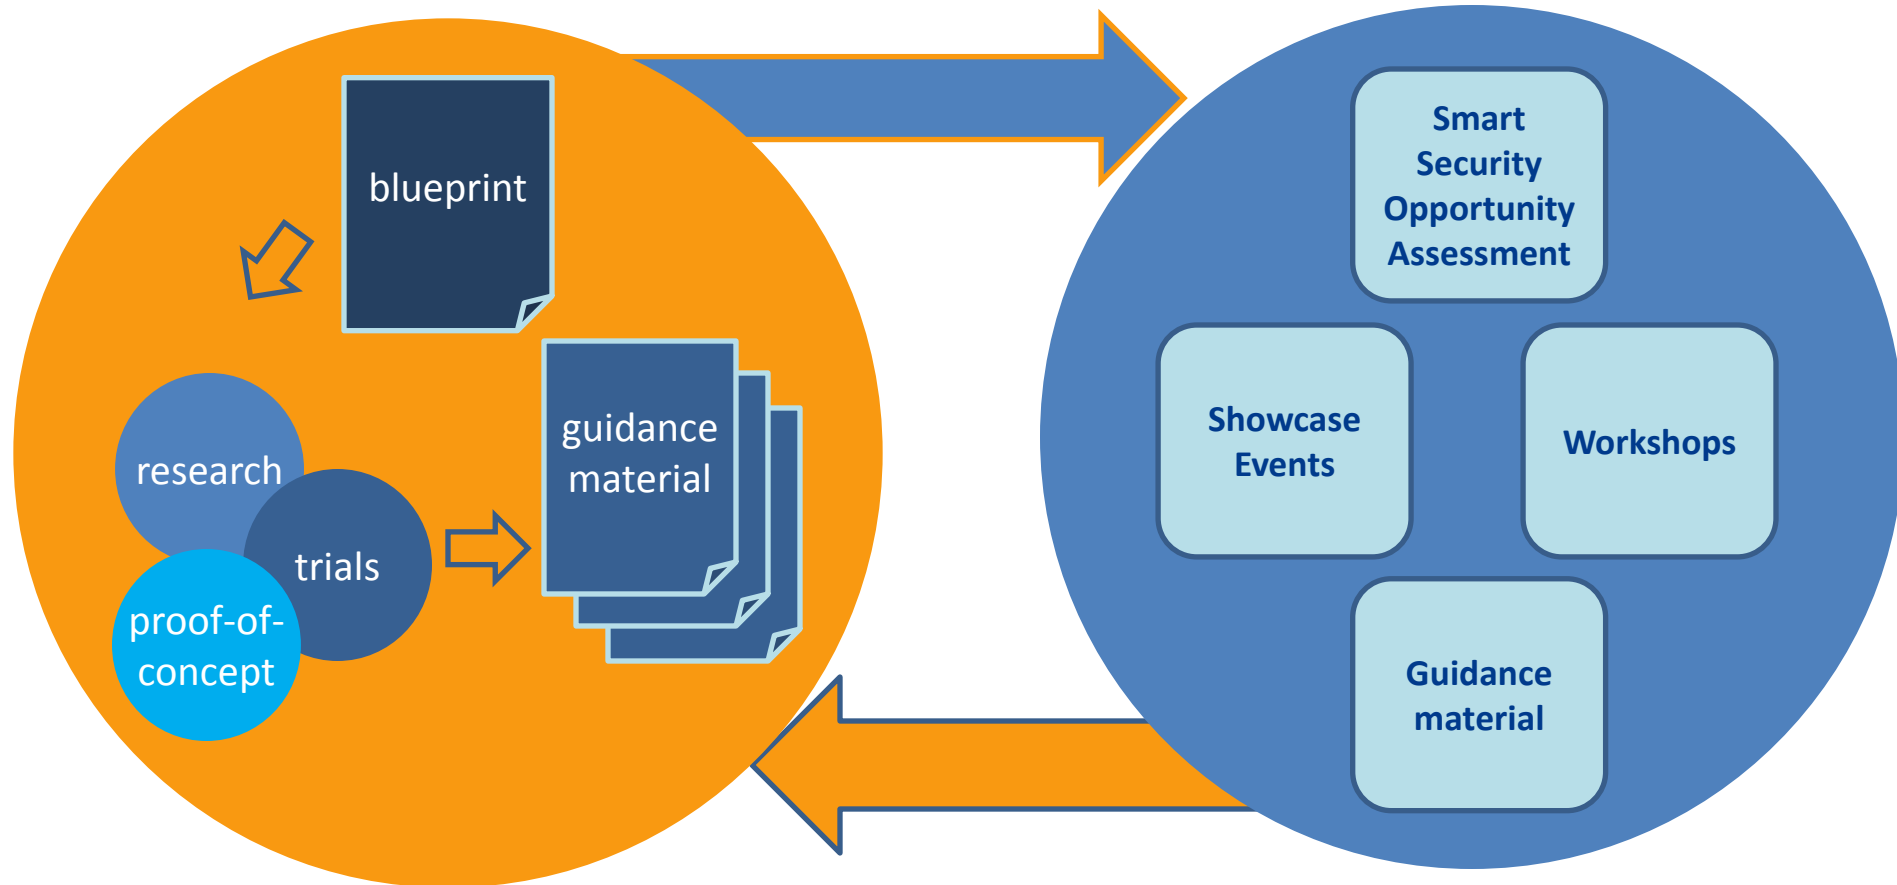 blueprint
research
trials
proof-of-
concept
guidance
material
Smart
Security
Opportunity
Assessment
Showcase
Events
Workshops
Guidance
material